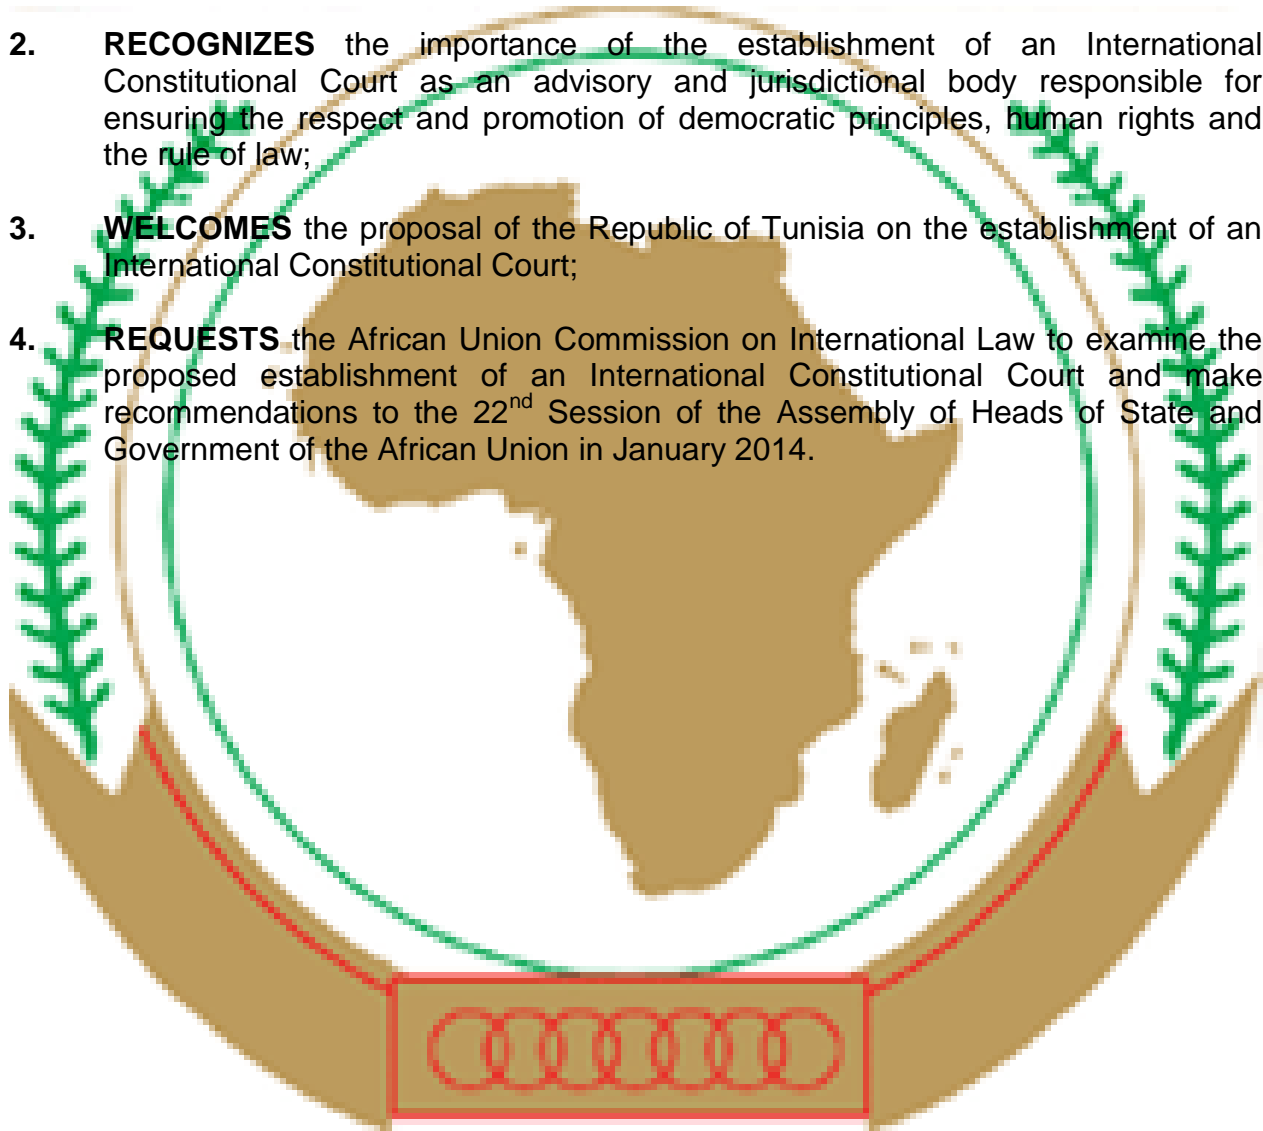 2. RECOGNIZES the importance of the establishment of an International
Constitutional Court as an advisory and jurisdictional body responsible for
ensuring the respect and promotion of democratic principles, human rights and
the rule of law;
3. WELCOMES the proposal of the Republic of Tunisia on the establishment of an
International Constitutional Court;
4. REQUESTS the African Union Commission on International Law to examine the
proposed establishment of an International Constitutional Court and make
recommendations to the 22nd Session of the Assembly of Heads of State and
Government of the African Union in January 2014.